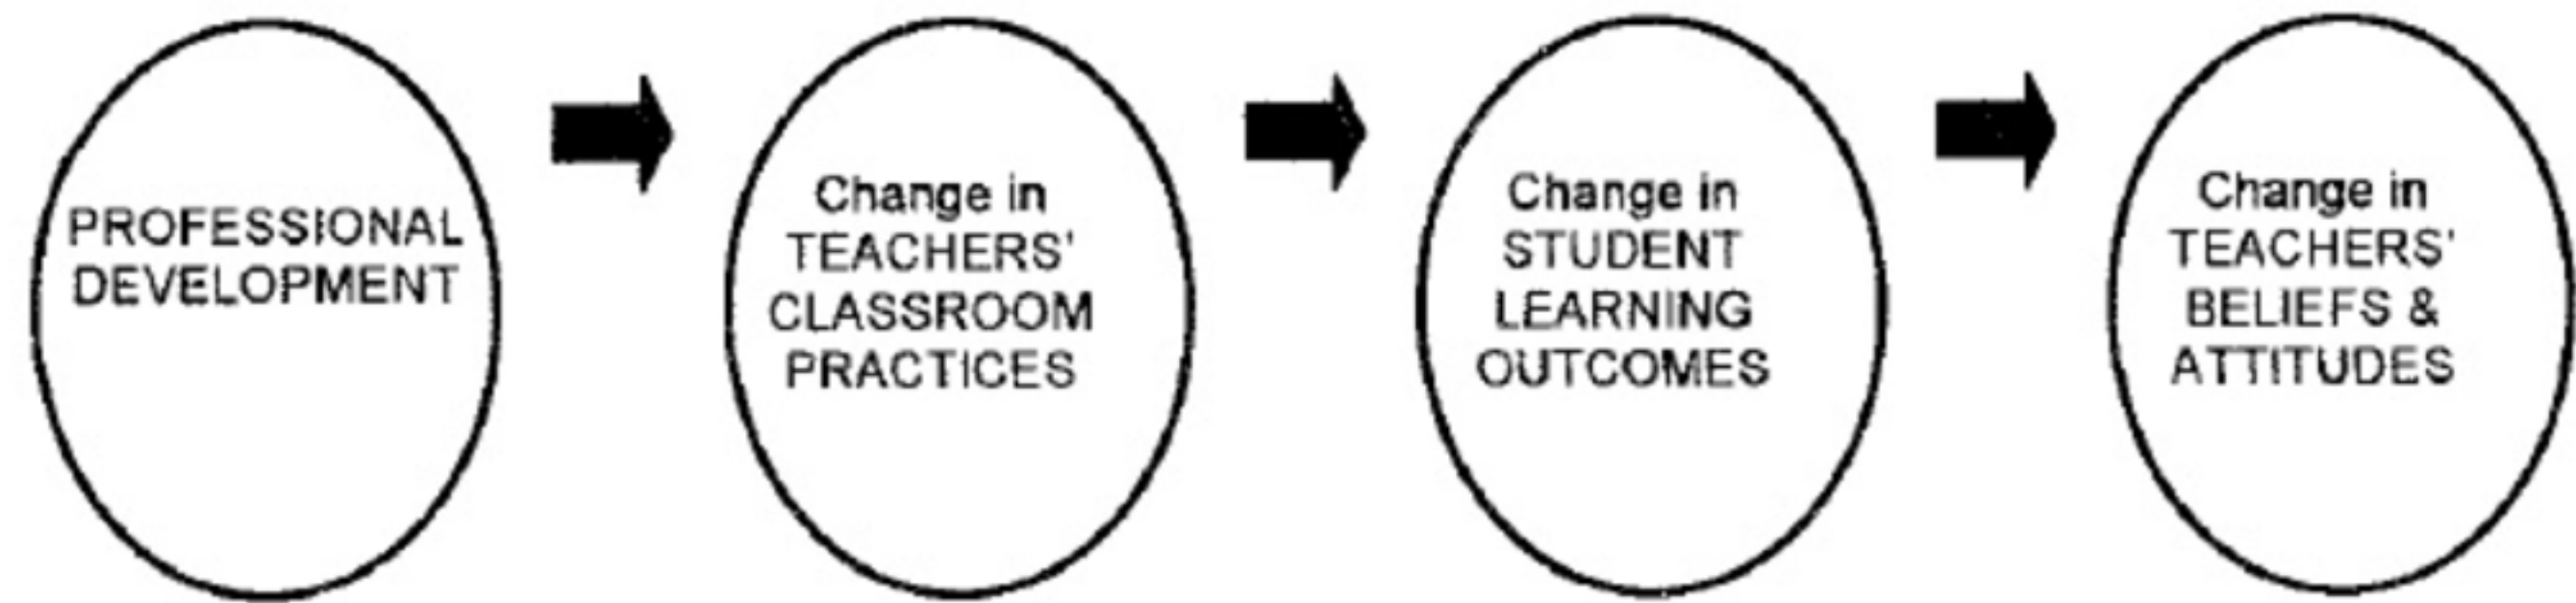 PROFESSIONAL
DEVELOPMENT
Change in
TEACHERS'
CLASSROOM
PRACTICES
Change in
STUDENT
LEARNING
OUTCOMES
Change in
TEACHERS'
BELIEFS &
ATTITUDES